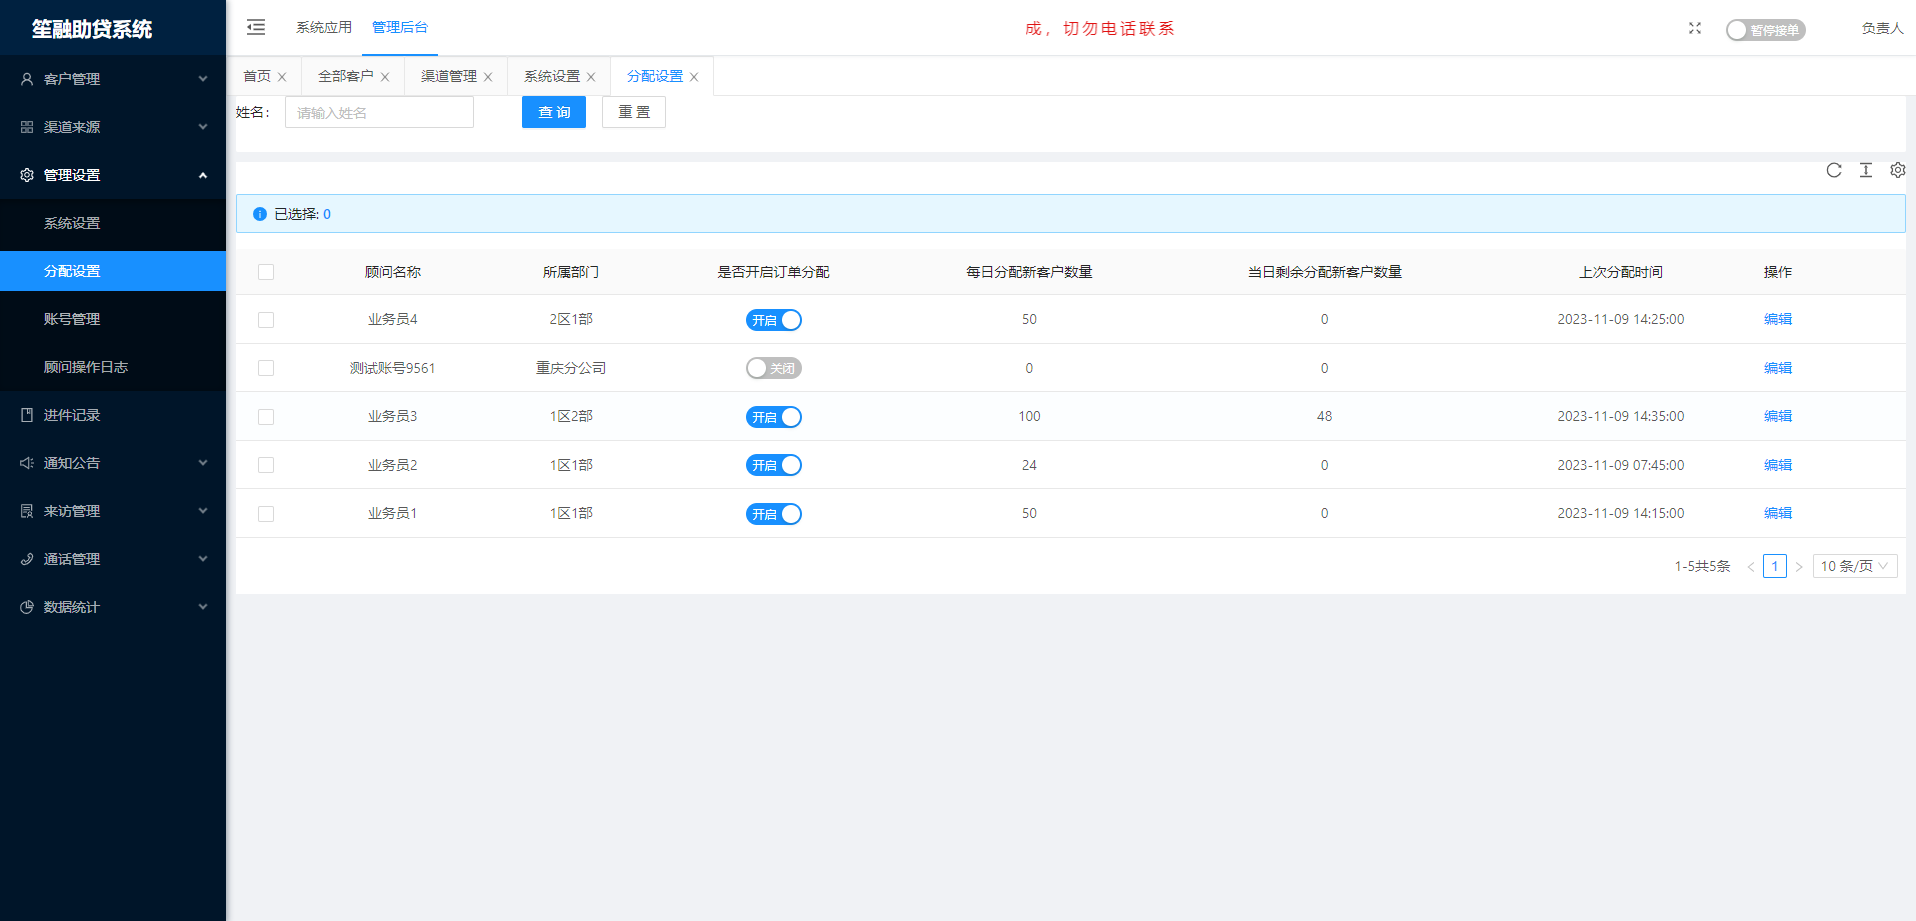 笙融助贷系统
系统应用 管理后台 成，切勿电话联系 暂停接单 负责人
首页 全部客户 渠道管理 系统设置 分配设置
客户管理
渠道来源
管理设置
系统设置
分配设置
账号管理
顾问操作日志
进件记录
通知公告
来访管理
通话管理
数据统计
姓名： 请输入姓名 查 询 重 置
已选择: 0
顾问名称 所属部门 是否开启订单分配 每日分配新客户数量 当日剩余分配新客户数量 上次分配时间 操作
业务员4 2区1部 开启 50 0 2023-11-09 14:25:00 编辑
测试账号9561 重庆分公司 关闭 0 0 编辑
业务员3 1区2部 开启 100 48 2023-11-09 14:35:00 编辑
业务员2 1区1部 开启 24 0 2023-11-09 07:45:00 编辑
业务员1 1区1部 开启 50 0 2023-11-09 14:15:00 编辑
1-5共5条 < 1 > 10 条/页